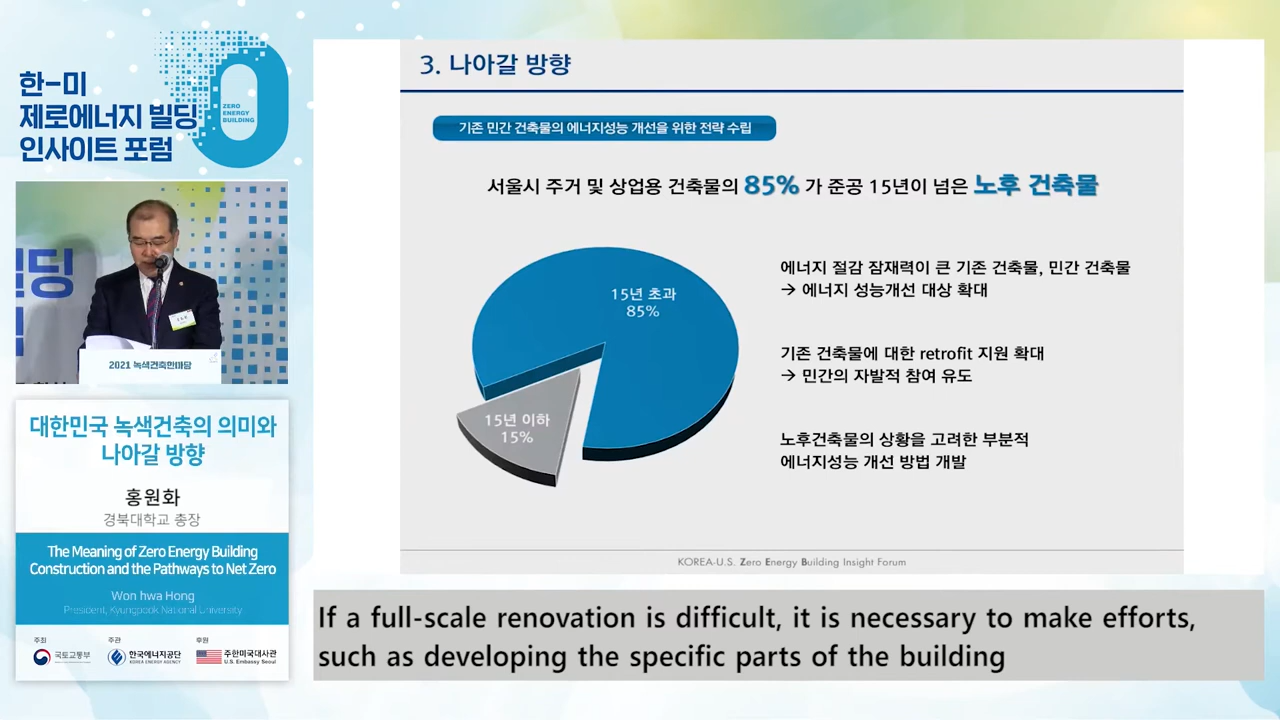 한-미
제로에너지 빌딩
인사이트 포럼
ZERO
ENERGY
BUILDING
빌딩
2021 녹색건축한마당
대한민국 녹색건축의 의미와
나아갈 방향
홍원화
경북대학교 총장
The Meaning of Zero Energy Building
Construction and the Pathways to Net Zero
Won hwa Hong
President, Kyungpook National University
주최
국토교통부
주관
한국에너지공단
KOREA ENERGY AGENCY
후원
주한미국대사관
U.S. Embassy Seoul
3. 나아갈 방향
기존 민간 건축물의 에너지성능 개선을 위한 전략 수립
서울시 주거 및 상업용 건축물의 85% 가 준공 15년이 넘은 노후 건축물
15년 초과
85%
15년 이하
15%
에너지 절감 잠재력이 큰 기존 건축물, 민간 건축물
→ 에너지 성능개선 대상 확대
기존 건축물에 대한 retrofit 지원 확대
→ 민간의 자발적 참여 유도
노후건축물의 상황을 고려한 부분적
에너지성능 개선 방법 개발
KOREA-U.S. Zero Energy Building Insight Forum
If a full-scale renovation is difficult, it is necessary to make efforts,
such as developing the specific parts of the building